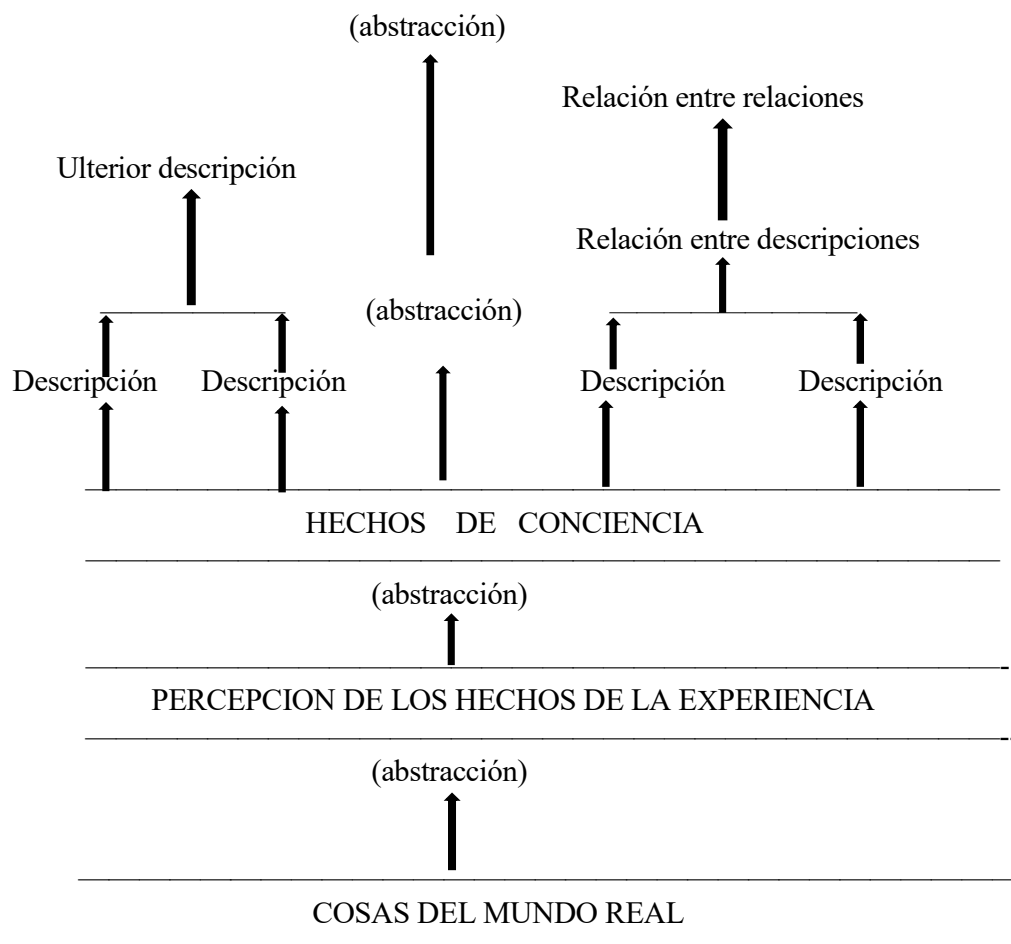 (abstracción)
Relación entre relaciones
Ulterior descripción
Relación entre descripciones
(abstracción)
Descripción Descripción Descripción Descripción
HECHOS DE CONCIENCIA
(abstracción)
PERCEPCION DE LOS HECHOS DE LA EXPERIENCIA
(abstracción)
COSAS DEL MUNDO REAL